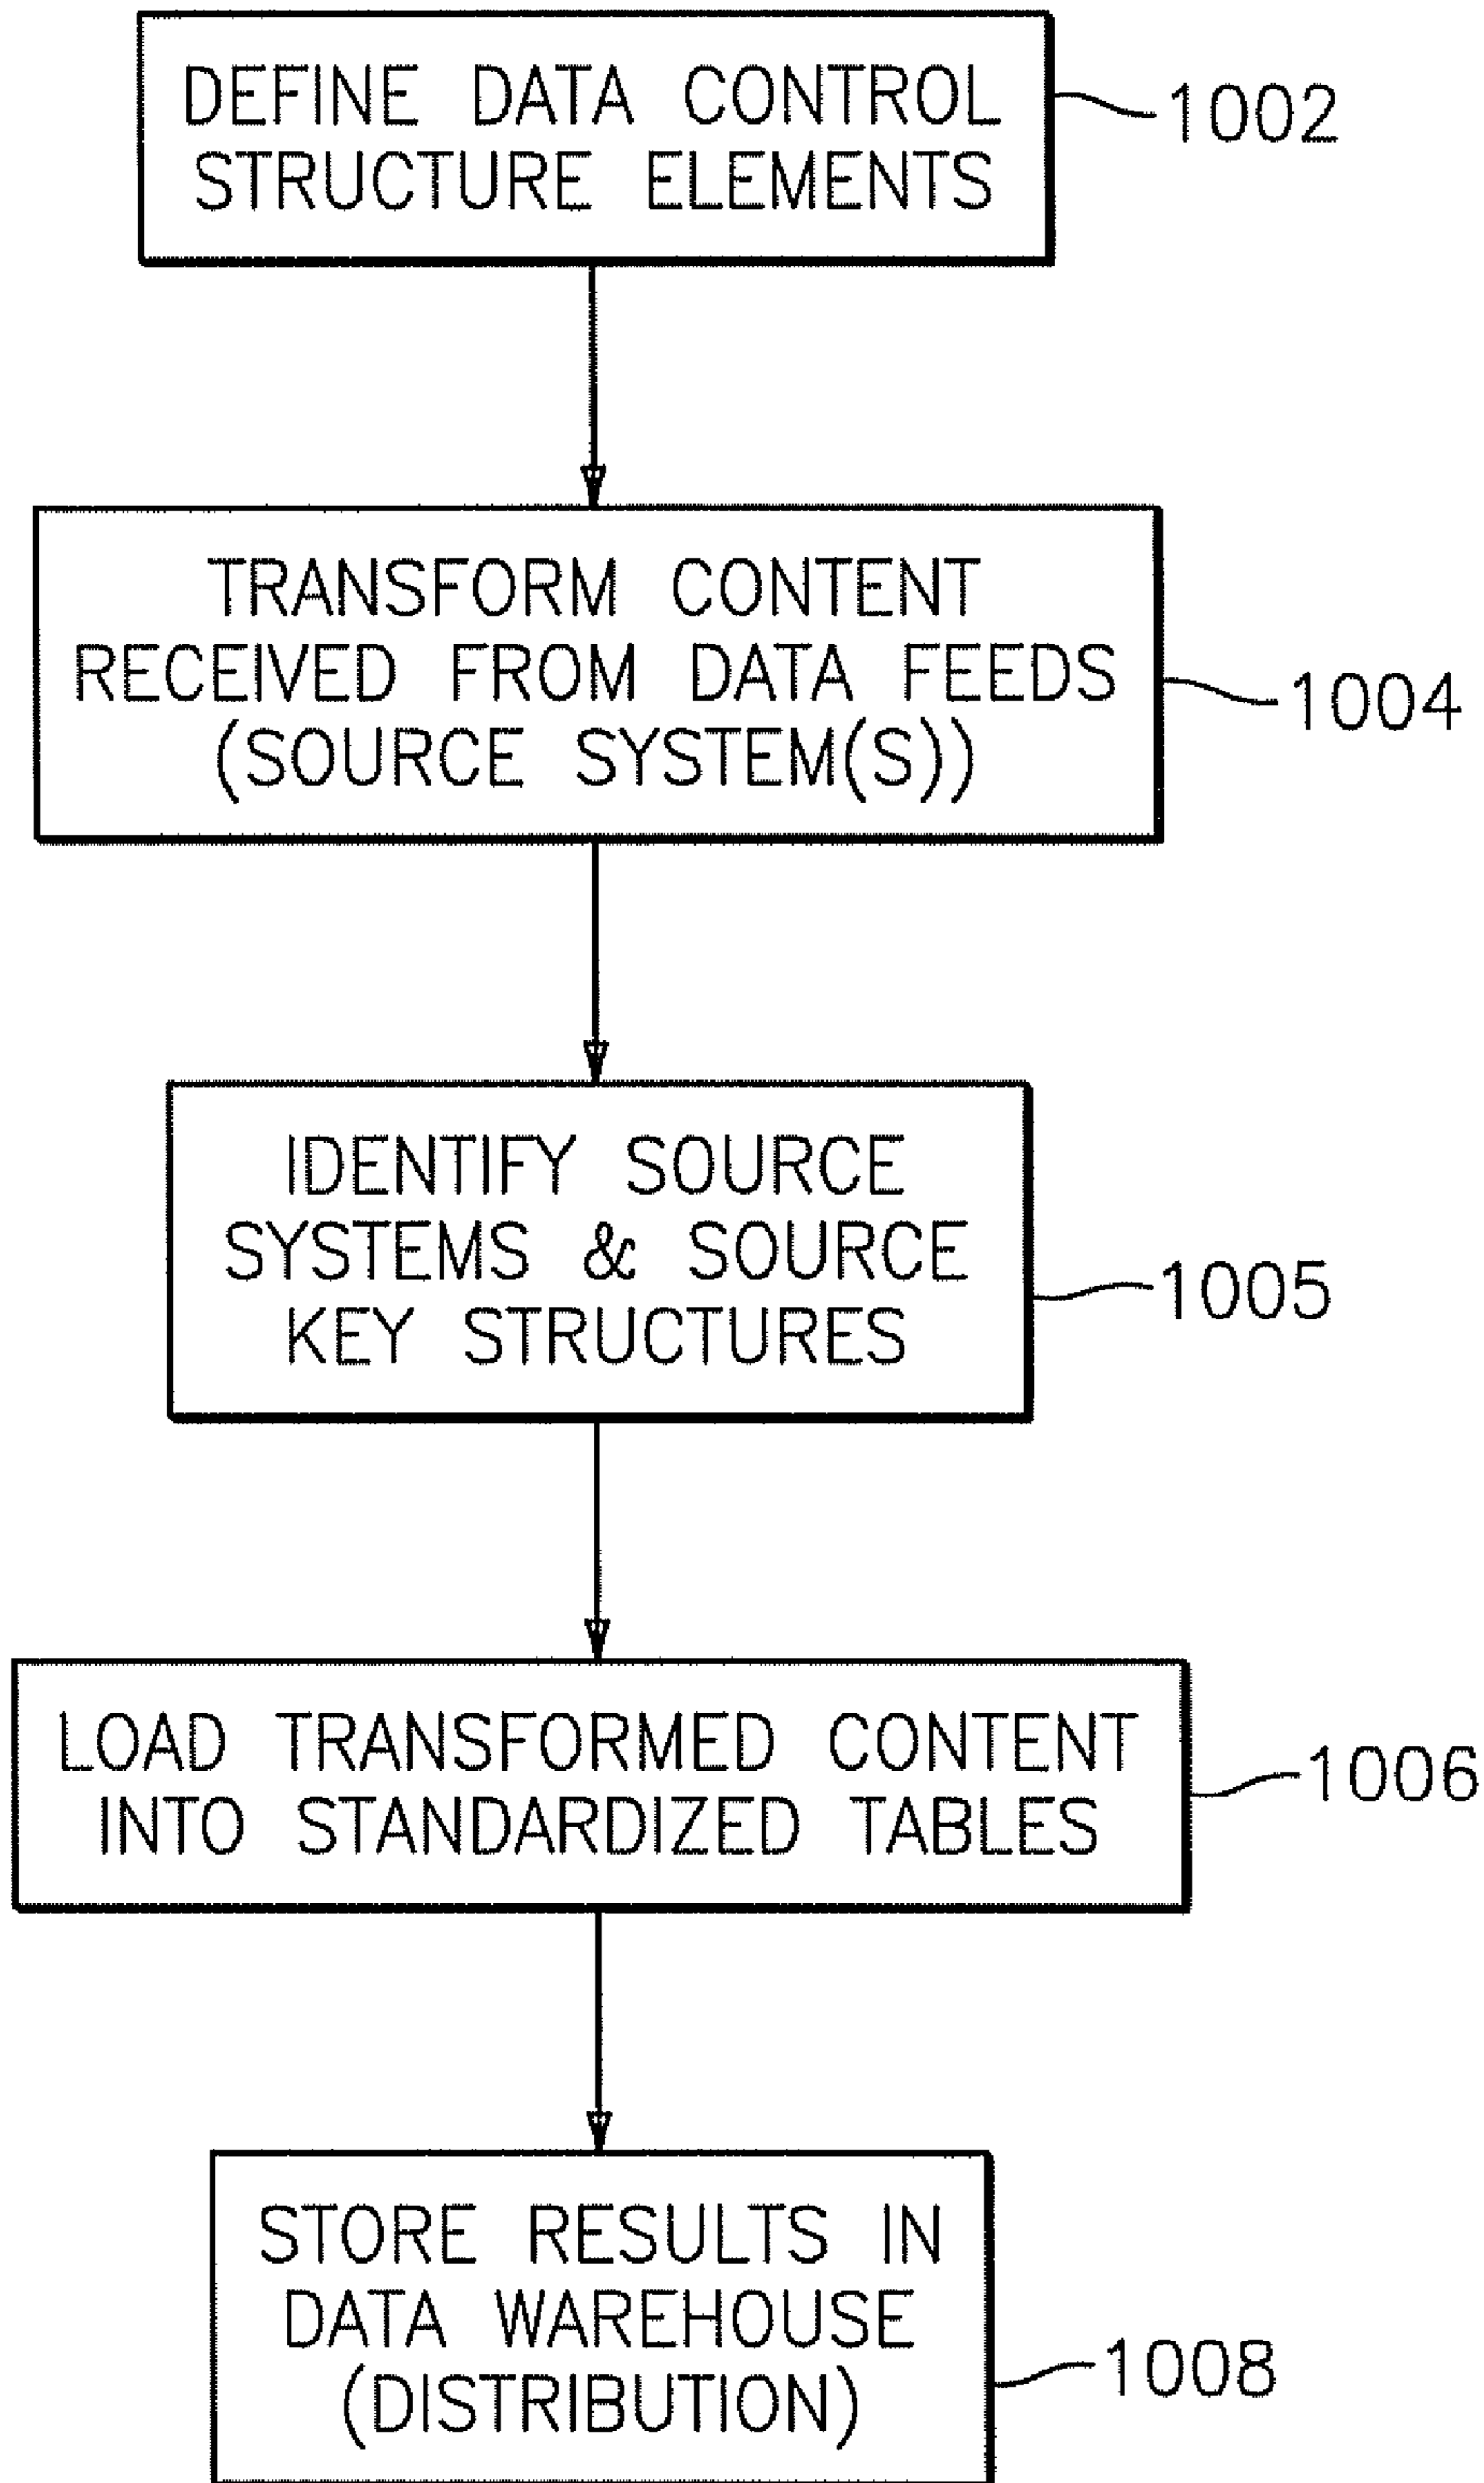 DEFINE DATA CONTROL
STRUCTURE ELEMENTS
1002
TRANSFORM CONTENT
RECEIVED FROM DATA FEEDS
(SOURCE SYSTEM(S))
1004
IDENTIFY SOURCE
SYSTEMS & SOURCE
KEY STRUCTURES
1005
LOAD TRANSFORMED CONTENT
INTO STANDARDIZED TABLES
1006
STORE RESULTS IN
DATA WAREHOUSE
(DISTRIBUTION)
1008